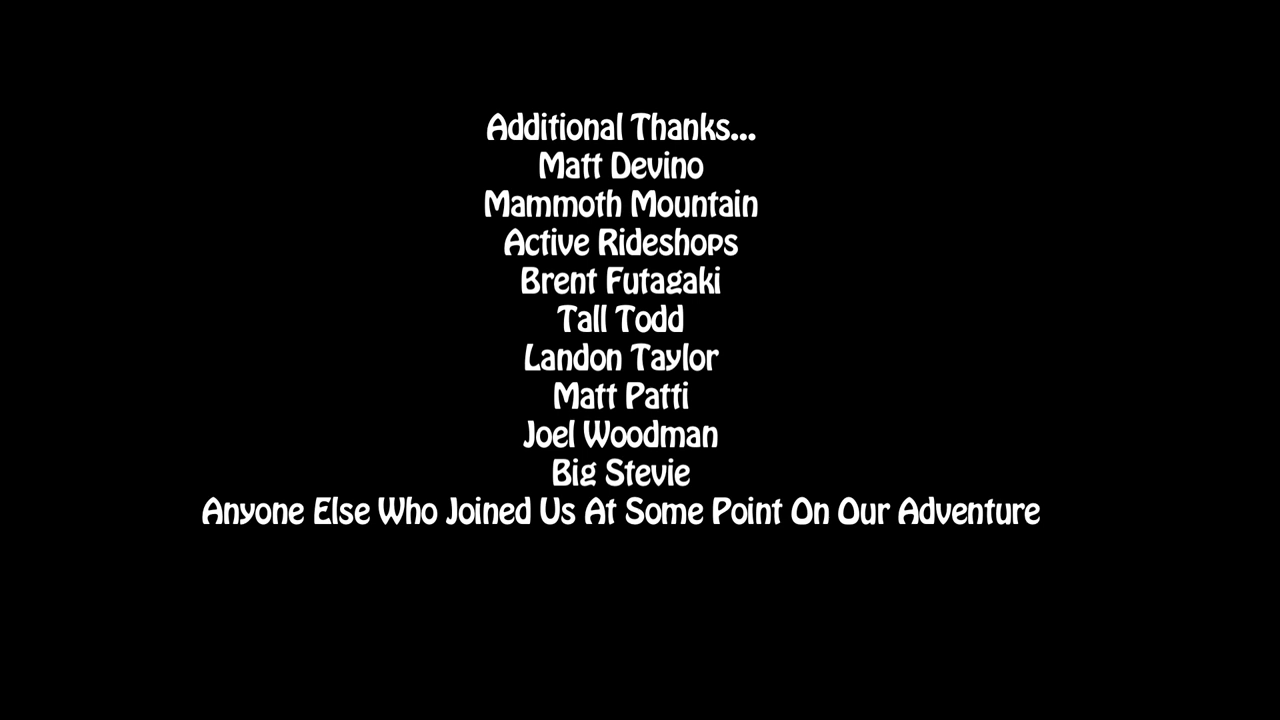 Additional Thanks...
Matt Devino
Mammoth Mountain
Active Rideshops
Brent Futagaki
Tall Todd
Landon Taylor
Matt Patti
Joel Woodman
Big Stevie
Anyone Else Who Joined Us At Some Point On Our Adventure